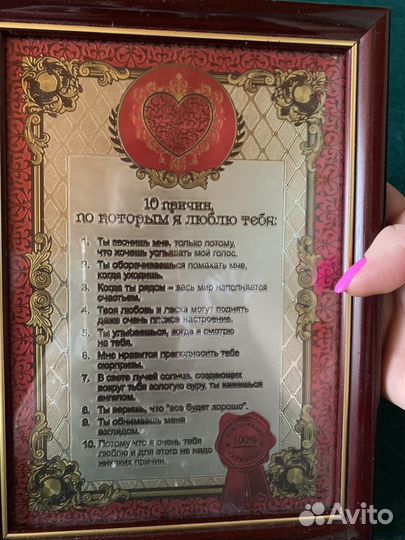 10 причин,
по которым я люблю тебя:
1. Ты звонишь мне, только потому,
что хочешь услышать мой голос.
2. Ты оборачиваешься помахать мне,
когда уходишь.
3. Когда ты рядом – весь мир наполняется
счастьем.
4. Твоя любовь и ласка могут поднять
даже очень плохое настроение.
5. Ты улыбаешься, когда я смотрю
на тебя.
6. Мне нравится преподносить тебе
сюрпризы.
7. В свете лучей солнца, создающих
вокруг тебя золотую ауру, ты кажешься
ангелом.
8. Ты веришь, что "все будет хорошо".
9. Ты обнимаешь меня
взглядом.
10. Потому что я очень тебя
люблю и для этого не надо
никаких причин.
100%
Avito